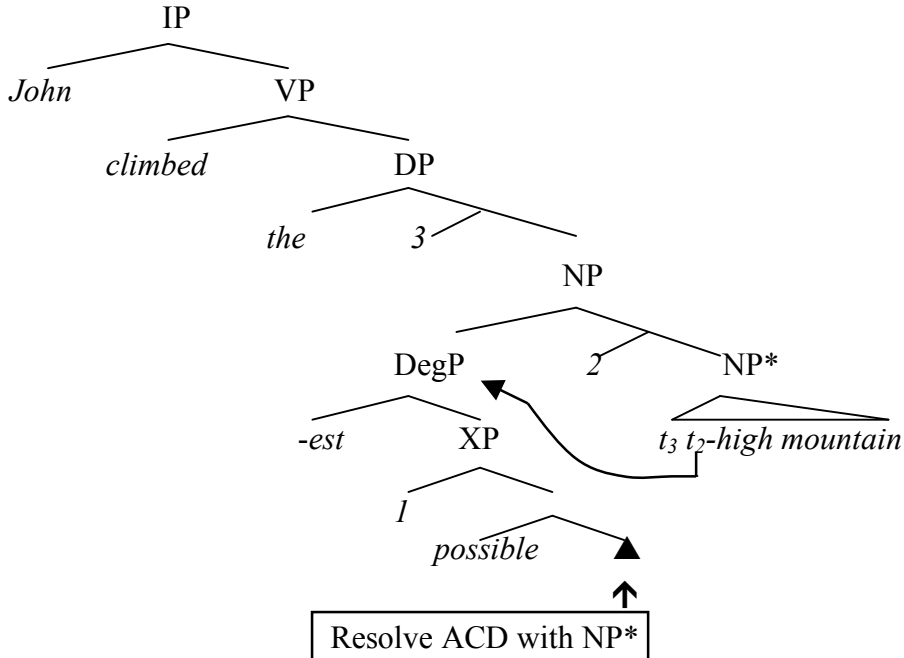 IP
John VP
climbed DP
the 3
NP
DegP 2 NP*
-est XP t3 t2-high mountain
1
possible
Resolve ACD with NP*